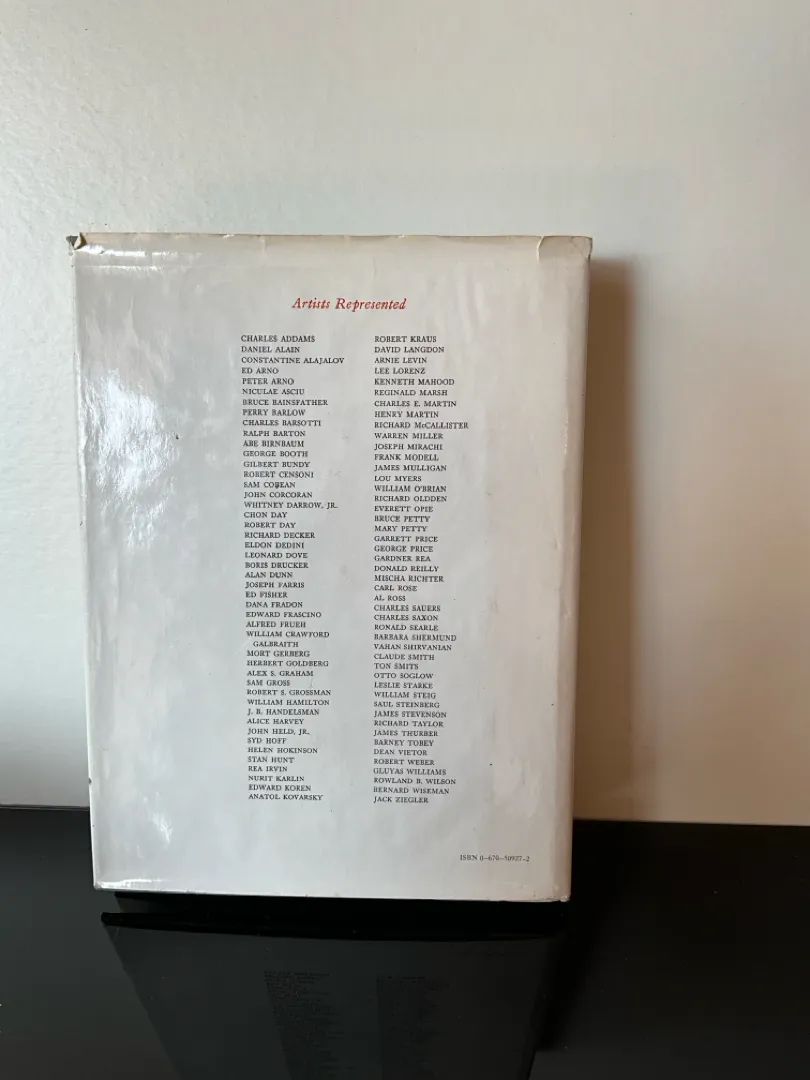 Artists Represented
CHARLES ADDAMS
DANIEL ALAIN
CONSTANTINE ALAJALOV
ED ARNO
PETER ARNO
NICULAE ASCIU
BRUCE BAINSFATHER
PERRY BARLOW
CHARLES BARSOTTI
RALPH BARTON
ABE BIRNBAUM
GEORGE BOOTH
GILBERT BUNDY
ROBERT CENSONI
SAM COBEAN
JOHN CORCORAN
WHITNEY DARROW, JR.
CHON DAY
ROBERT DAY
RICHARD DECKER
ELDON DEDINI
LEONARD DOVE
BORIS DRUCKER
ALAN DUNN
JOSEPH FARRIS
ED FISHER
DANA FRADON
EDWARD FRASCINO
ALFRED FRUEH
WILLIAM CRAWFORD
GALBRAITH
MORT GERBERG
HERBERT GOLDBERG
ALEX S. GRAHAM
SAM GROSS
ROBERT S. GROSSMAN
WILLIAM HAMILTON
J. B. HANDELSMAN
ALICE HARVEY
JOHN HELD, JR.
SYD HOFF
HELEN HOKINSON
STAN HUNT
REA IRVIN
NURIT KARLIN
EDWARD KOREN
ANATOL KOVARSKY
ROBERT KRAUS
DAVID LANGDON
ARNIE LEVIN
LEE LORENZ
KENNETH MAHOOD
REGINALD MARSH
CHARLES E. MARTIN
HENRY MARTIN
RICHARD McCALLISTER
WARREN MILLER
JOSEPH MIRACHI
FRANK MODELL
JAMES MULLIGAN
LOU MYERS
WILLIAM O'BRIAN
RICHARD OLDDEN
EVERETT OPIE
BRUCE PETTY
MARY PETTY
GARRETT PRICE
GEORGE PRICE
GARDNER REA
DONALD REILLY
MISCHA RICHTER
CARL ROSE
AL ROSS
CHARLES SAUERS
CHARLES SAXON
RONALD SEARLE
BARBARA SHERMUND
VAHAN SHIRVANIAN
CLAUDE SMITH
TON SMITS
OTTO SOGLOW
LESLIE STARKE
WILLIAM STEIG
SAUL STEINBERG
JAMES STEVENSON
RICHARD TAYLOR
JAMES THURBER
BARNEY TOBEY
DEAN VIETOR
ROBERT WEBER
GLUYAS WILLIAMS
ROWLAND B. WILSON
BERNARD WISEMAN
JACK ZIEGLER
ISBN 0-670-50927-2